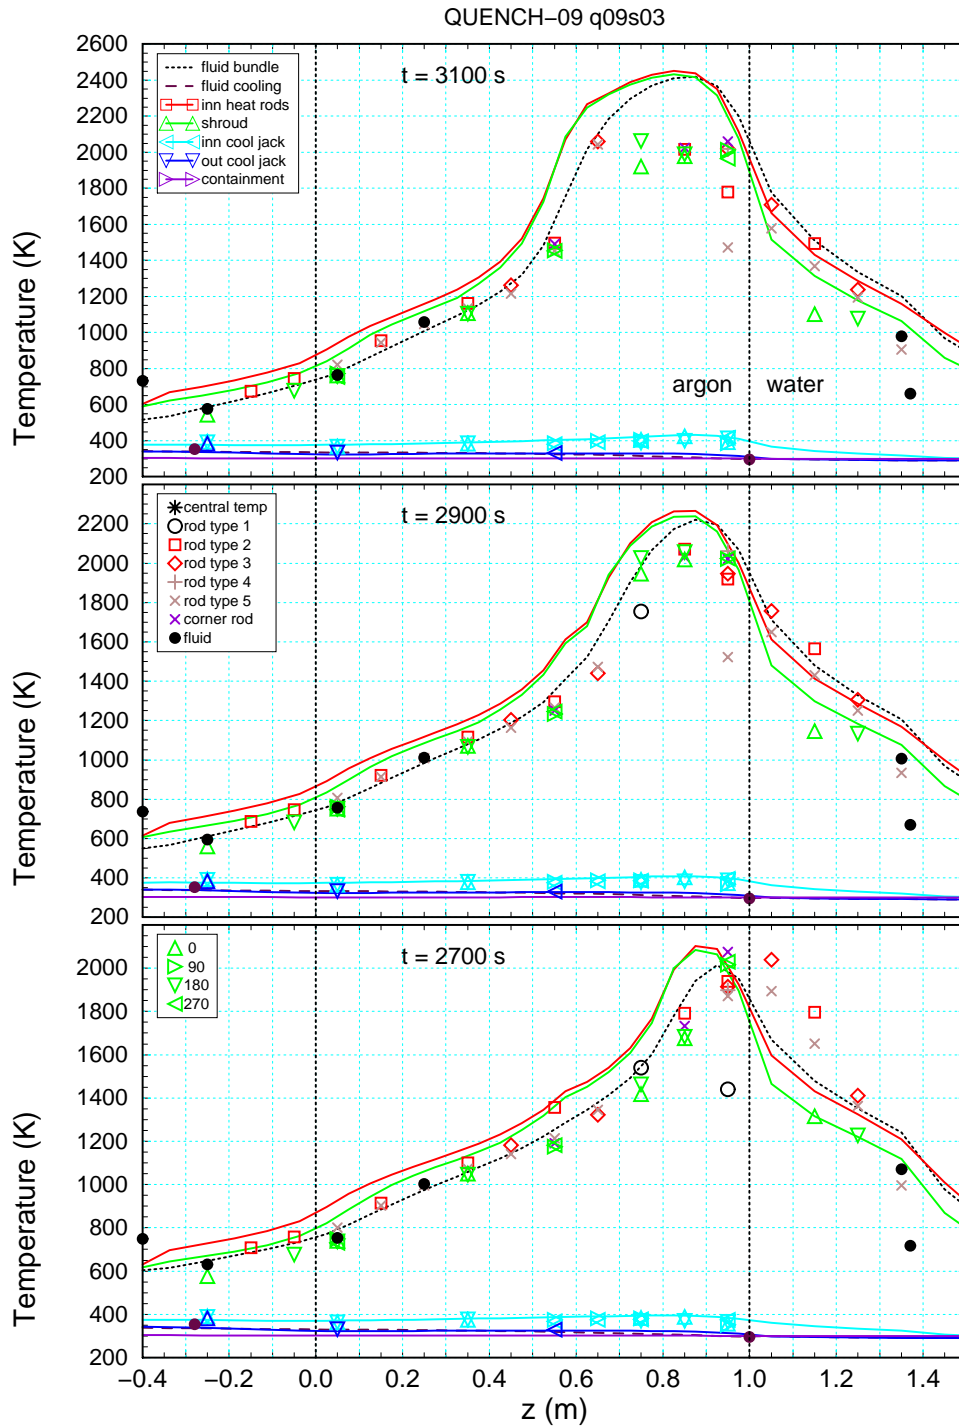 QUENCH−09 q09s03
2600
2400
2200
2000
1800
1600
1400
1200
1000
800
600
400
200
Temperature (K)
t = 3100 s
fluid bundle
fluid cooling
inn heat rods
shroud
inn cool jack
out cool jack
containment
argon
water
2200
2000
1800
1600
1400
1200
1000
800
600
400
200
Temperature (K)
t = 2900 s
central temp
rod type 1
rod type 2
rod type 3
rod type 4
rod type 5
corner rod
fluid
2000
1800
1600
1400
1200
1000
800
600
400
200
Temperature (K)
t = 2700 s
0
90
180
270
−0.4 −0.2 0.0 0.2 0.4 0.6 0.8 1.0 1.2 1.4
z (m)